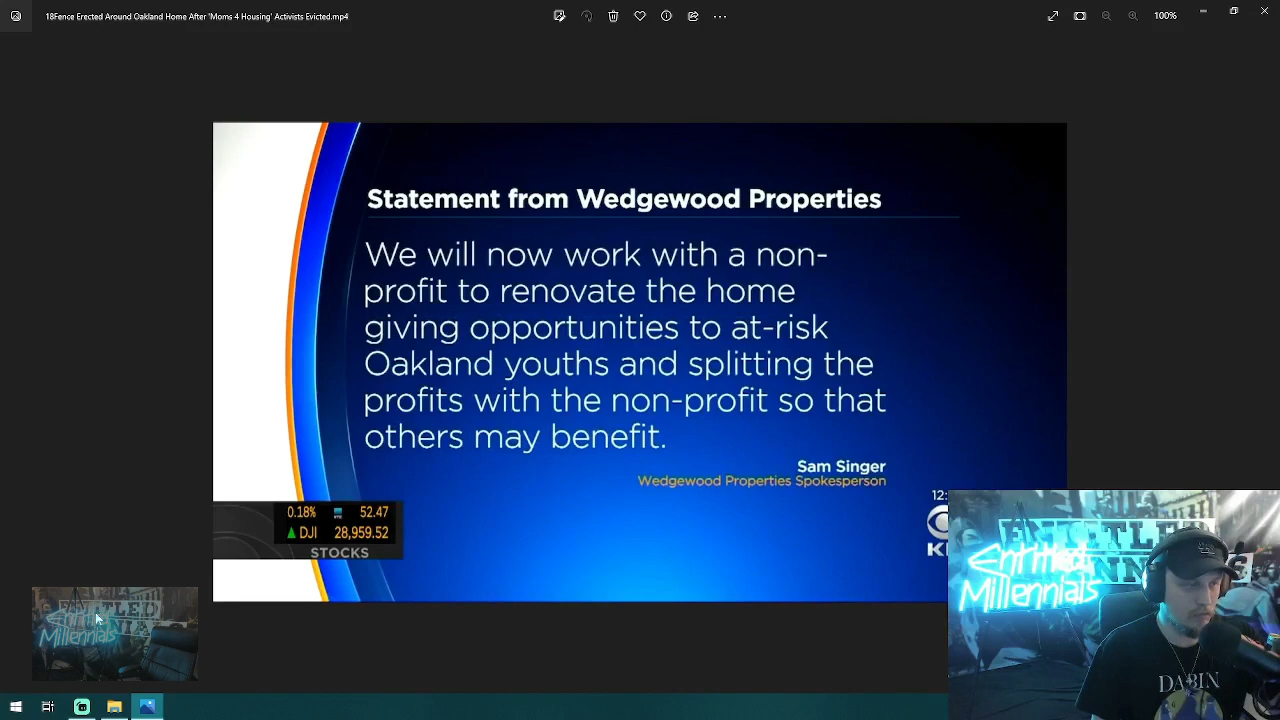 18Fence Erected Around Oakland Home After 'Moms 4 Housing' Activists Evicted.mp4
100%
Statement from Wedgewood Properties
We will now work with a non-
profit to renovate the home
giving opportunities to at-risk
Oakland youths and splitting the
profits with the non-profit so that
others may benefit.
Sam Singer
Wedgewood Properties Spokesperson
0.18% 52.47
DJI 28,959.52
STOCKS
12:
Entitled
Millennials
DABIN
Millennials